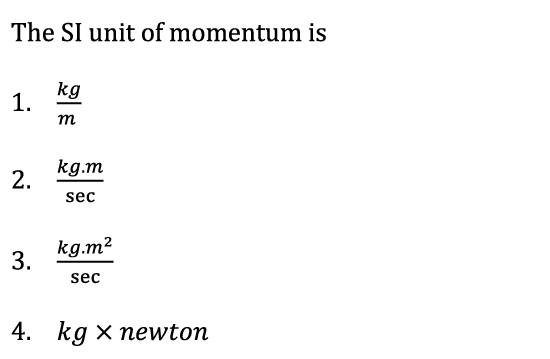 The SI unit of momentum is
1. kg/m
2. kg.m/sec
3. kg.m²/sec
4. kg × newton